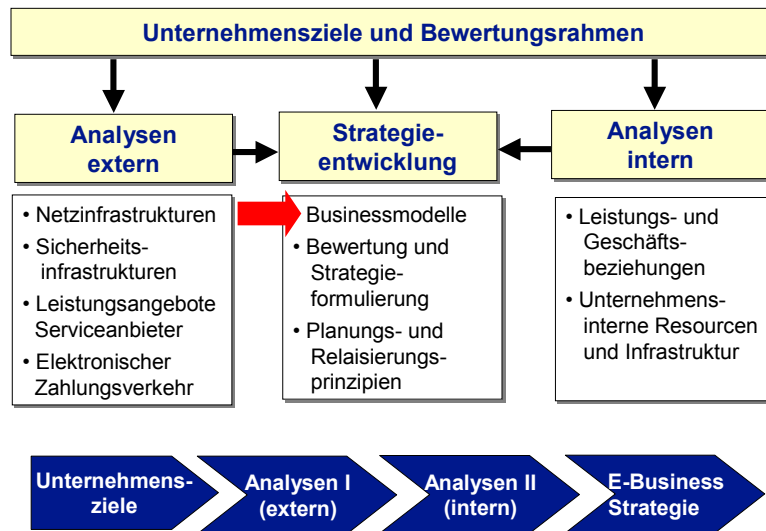 Unternehmensziele und Bewertungsrahmen
Analysen
extern
Strategie-
entwicklung
Analysen
intern
• Netzinfrastrukturen
• Sicherheits-
infrastrukturen
• Leistungsangebote
Serviceanbieter
• Elektronischer
Zahlungsverkehr
Businessmodelle
• Bewertung und
Strategie-
formulierung
• Planungs- und
Relaisierungs-
prinzipien
• Leistungs- und
Geschäfts-
beziehungen
• Unternehmens-
interne Resourcen
und Infrastruktur
Unternehmens-
ziele
Analysen I
(extern)
Analysen II
(intern)
E-Business
Strategie